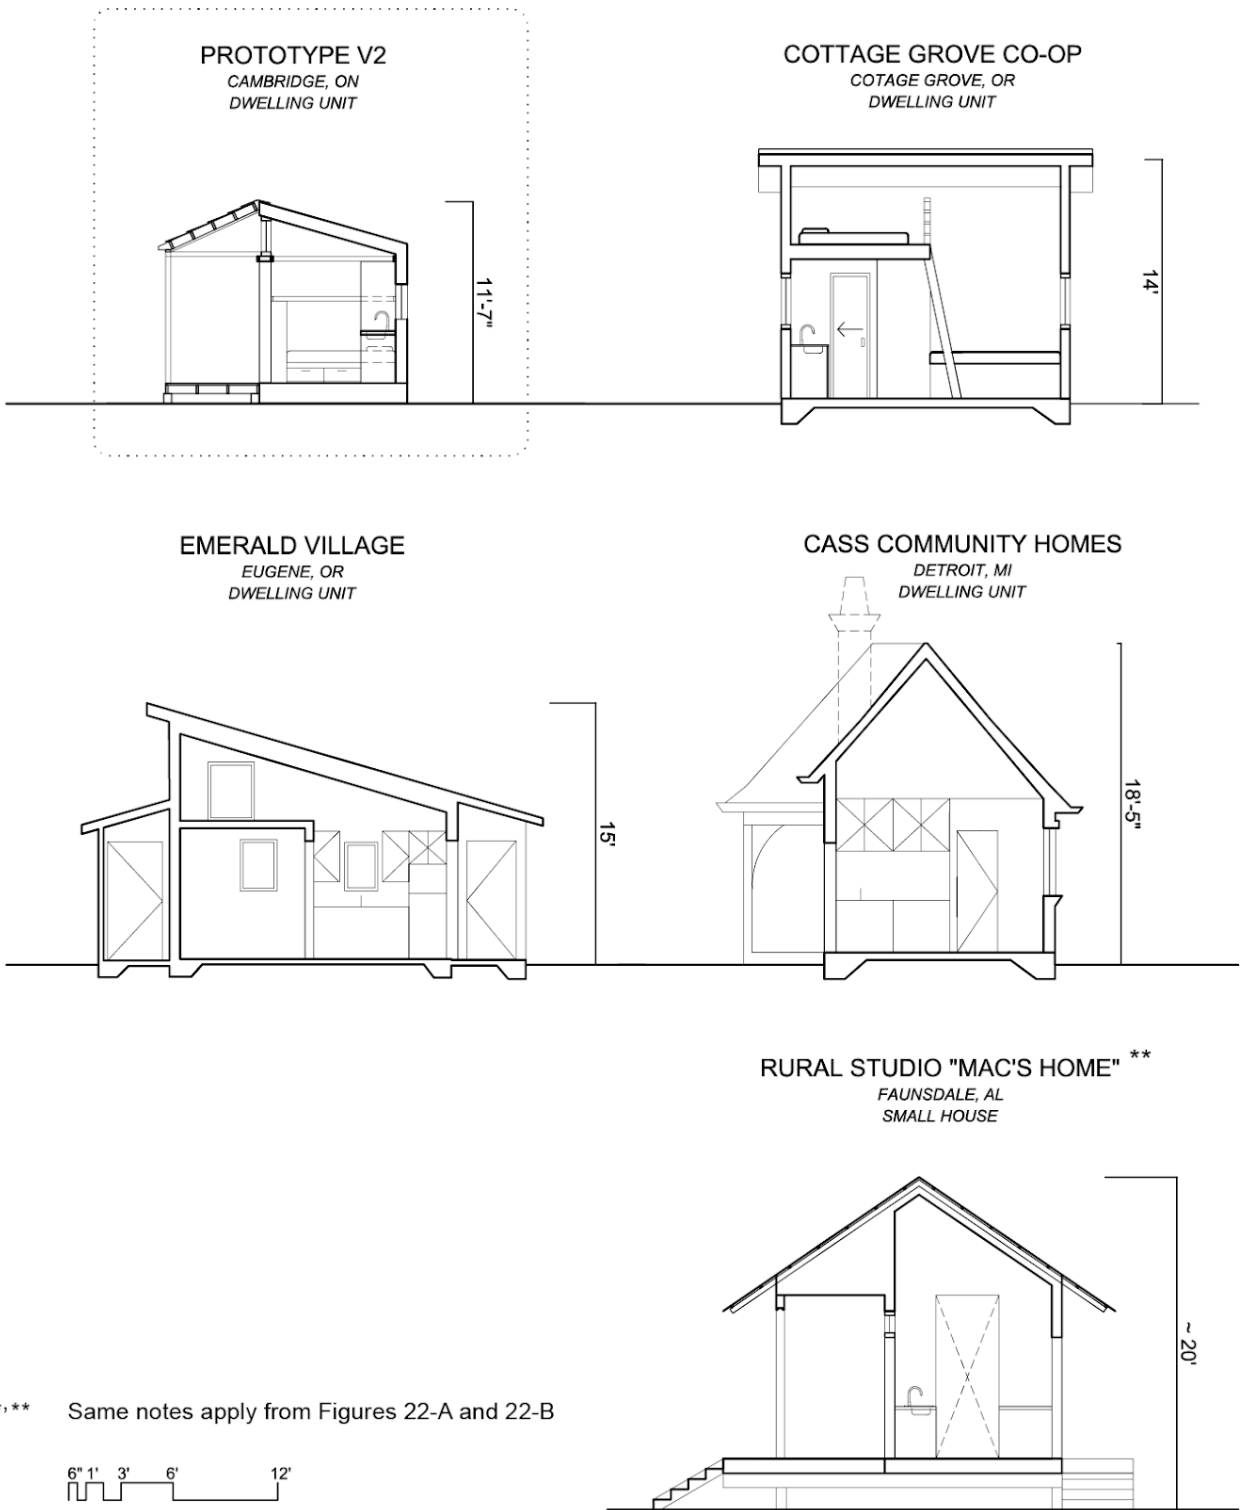 PROTOTYPE V2
CAMBRIDGE, ON
DWELLING UNIT
11'-7"
COTTAGE GROVE CO-OP
COTAGE GROVE, OR
DWELLING UNIT
14'
EMERALD VILLAGE
EUGENE, OR
DWELLING UNIT
15'
CASS COMMUNITY HOMES
DETROIT, MI
DWELLING UNIT
18'-5"
RURAL STUDIO "MAC'S HOME" **
FAUNSDALE, AL
SMALL HOUSE
~ 20'
*,** Same notes apply from Figures 22-A and 22-B
6" 1' 3' 6' 12'